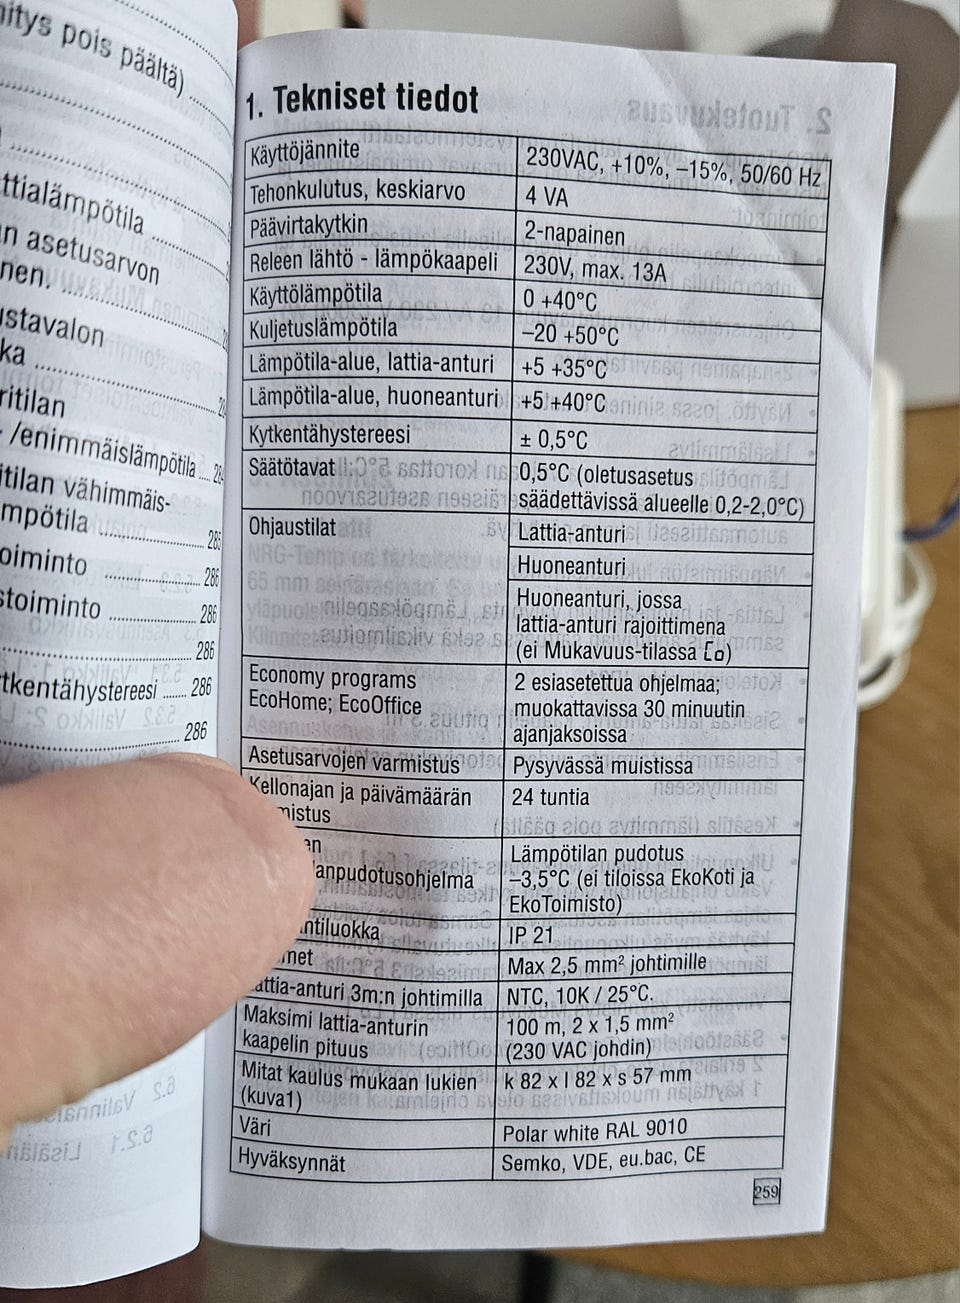 pois päältä)
ttialämpötila
n asetusarvon
nen.
stavalon
ka
ritilan
/enimmäislämpötila
itilan vähimmäis-
mpötila
oiminto 286
stoiminto 286
286
tkentähystereesi 286
286
1. Tekniset tiedot
Käyttöjännite 230VAC, +10%, –15%, 50/60 Hz
Tehonkulutus, keskiarvo 4 VA
Päävirtakytkin 2-napainen
Releen lähtö - lämpökaapeli 230V, max. 13A
Käyttölämpötila 0 +40°C
Kuljetuslämpötila –20 +50°C
Lämpötila-alue, lattia-anturi +5 +35°C
Lämpötila-alue, huoneanturi +5 +40°C
Kytkentähystereesi ± 0,5°C
Säätötavat 0,5°C (oletusasetus
säädettävissä alueelle 0,2-2,0°C)
Ohjaustilat Lattia-anturi
Huoneanturi
Huoneanturi, jossa
lattia-anturi rajoittimena
(ei Mukavuus-tilassa Co)
Economy programs 2 esiasetettua ohjelmaa;
EcoHome; EcoOffice muokattavissa 30 minuutin
ajanjaksoissa
Asetusarvojen varmistus Pysyvässä muistissa
Kellonajan ja päivämäärän 24 tuntia
mistus
en Lämpötilan pudotus
anpudotusohjelma –3,5°C (ei tiloissa EkoKoti ja
EkoToimisto)
ntiluokka IP 21
met Max 2,5 mm² johtimille
attia-anturi 3m:n johtimilla NTC, 10K / 25°C.
Maksimi lattia-anturin 100 m, 2 x 1,5 mm²
kaapelin pituus (230 VAC johdin)
Mitat kaulus mukaan lukien k 82 x l 82 x s 57 mm
(kuva1)
Väri Polar white RAL 9010
Hyväksynnät Semko, VDE, eu.bac, CE
259